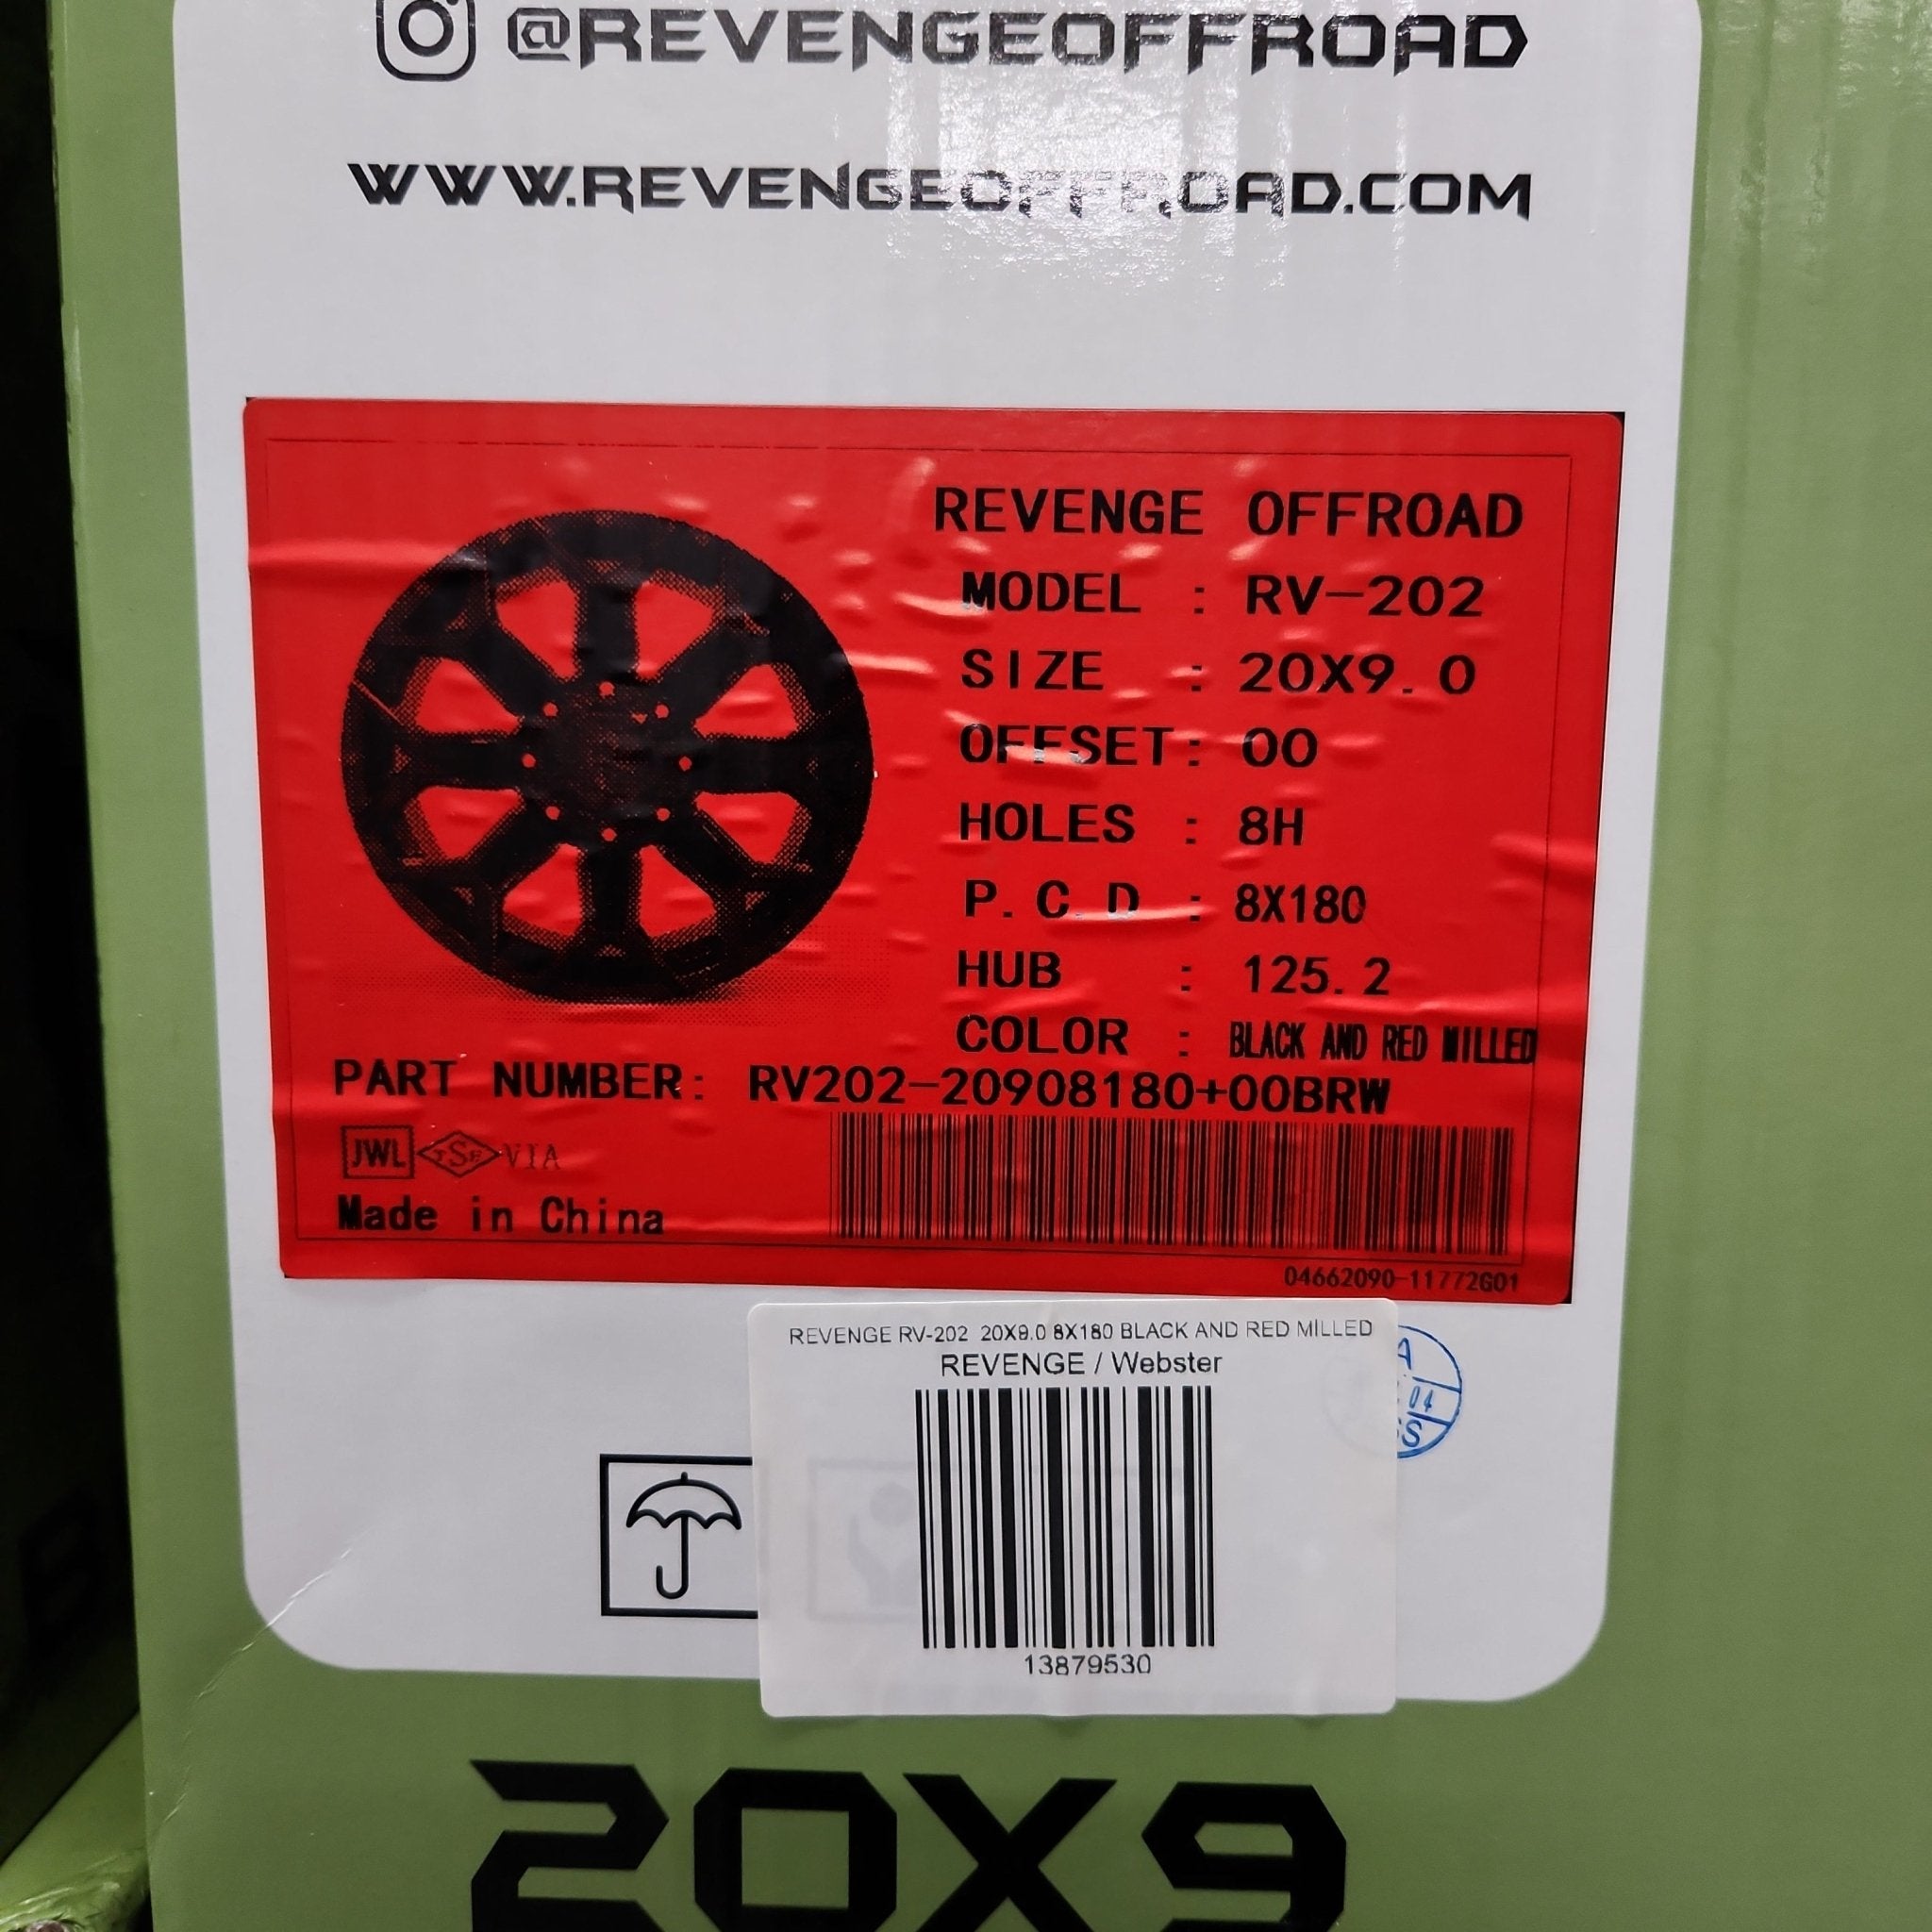 @REVENGEOFFROAD
WWW.REVENGEOFFROAD.COM
REVENGE OFFROAD
MODEL : RV-202
SIZE : 20X9.0
OFFSET: 00
HOLES : 8H
P.C.D : 8X180
HUB : 125.2
COLOR : BLACK AND RED MILLED
PART NUMBER: RV202-20908180+00BRW
JWL VIA
Made in China
04662090-11772G01
REVENGE RV-202 20X9.0 8X180 BLACK AND RED MILLED
REVENGE / Webster
13879530
04
20X9